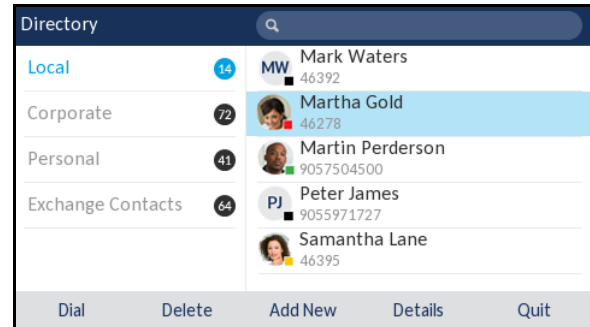 Directory
Local 14
Corporate 72
Personal 41
Exchange Contacts 64
MW Mark Waters
46392
Martha Gold
46278
Martin Perderson
9057504500
PJ Peter James
9055971727
Samantha Lane
46395
Dial Delete Add New Details Quit